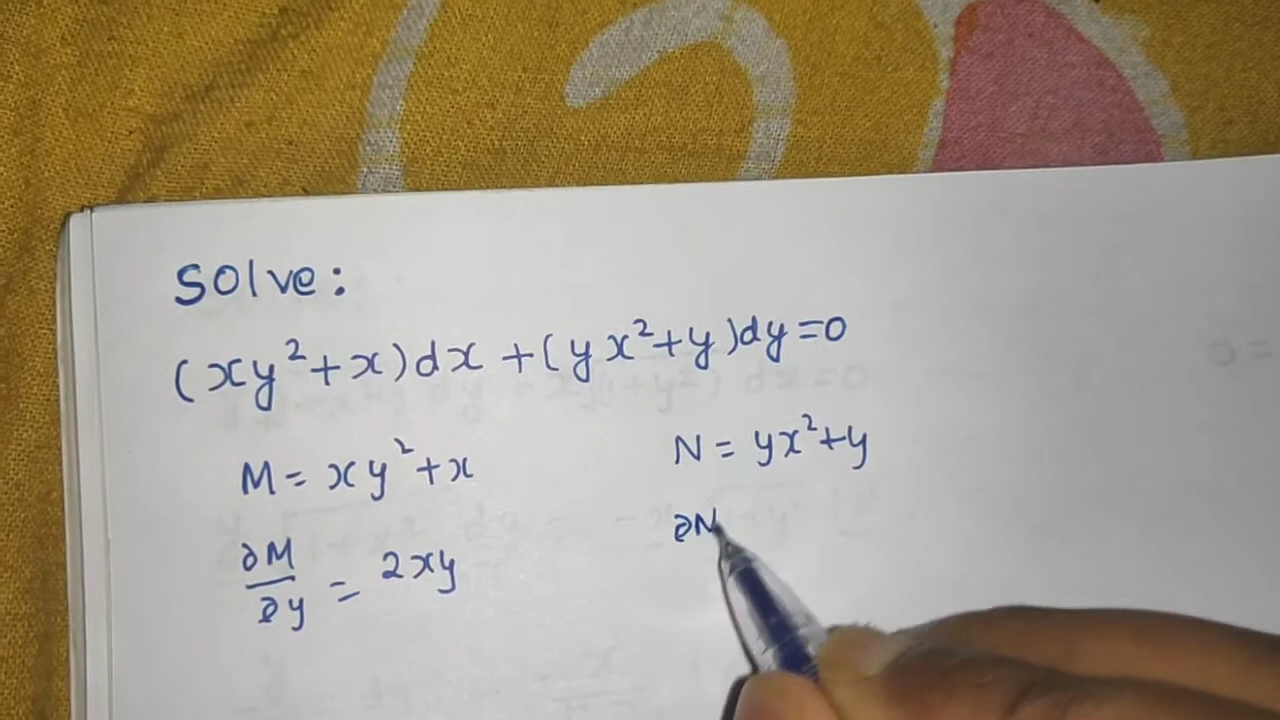 Solve:
(xy²+x)dx+(yx²+y)dy=0
M=xy²+x
N=yx²+y
∂M/∂y=2xy
∂N